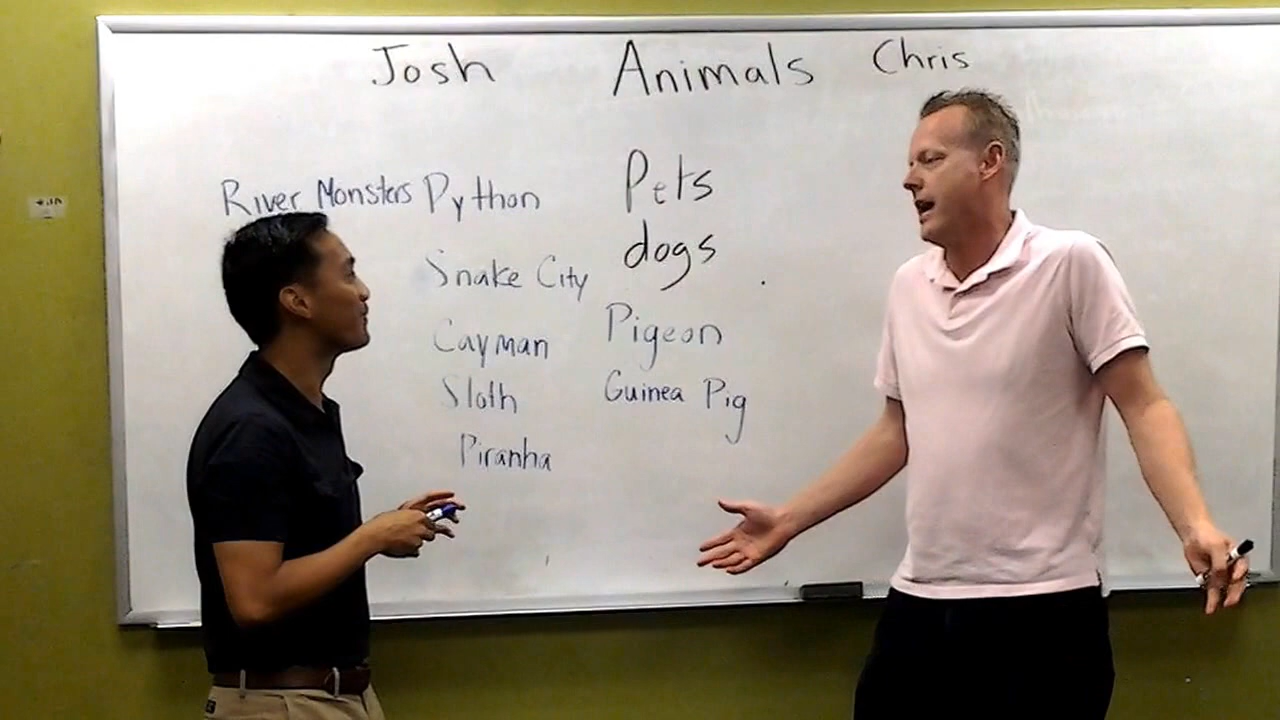 Josh Animals Chris
River Monsters Python Pets
Snake City dogs
Cayman Pigeon
Sloth Guinea Pig
Piranha